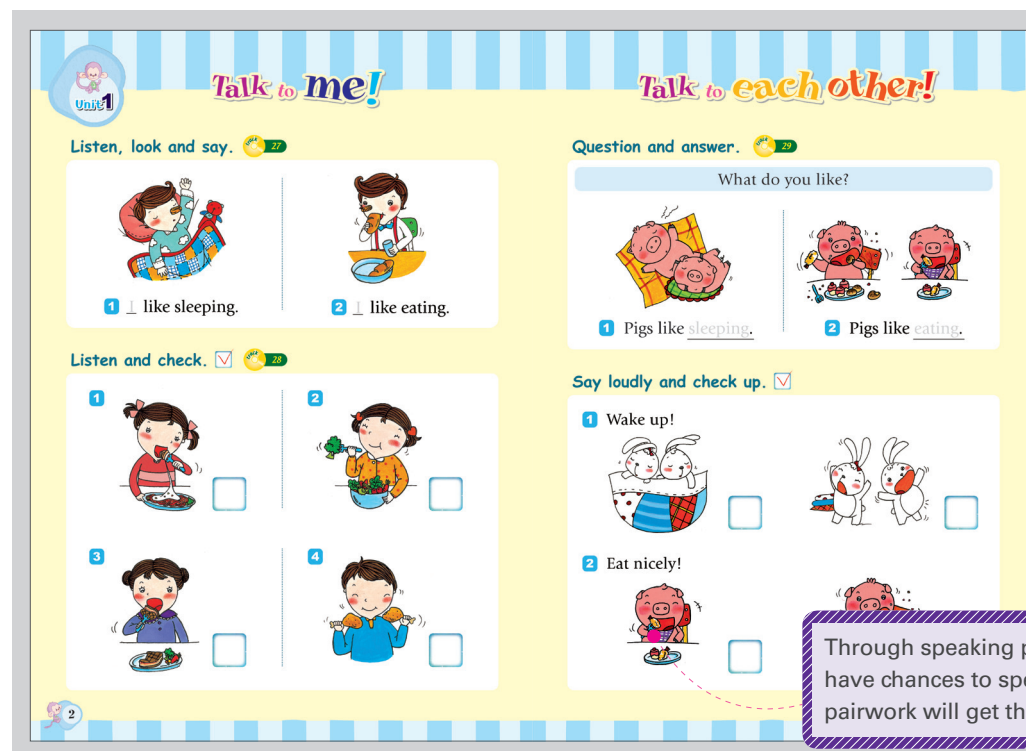 Unit 1
Talk to me!
Listen, look and say. 27
1 I like sleeping.
2 I like eating.
Listen and check. 28
1
2
3
4
2
Talk to each other!
Question and answer. 29
What do you like?
1 Pigs like sleeping.
2 Pigs like eating.
Say loudly and check up.
1 Wake up!
2 Eat nicely!
Through speaking p
have chances to spe
pairwork will get th